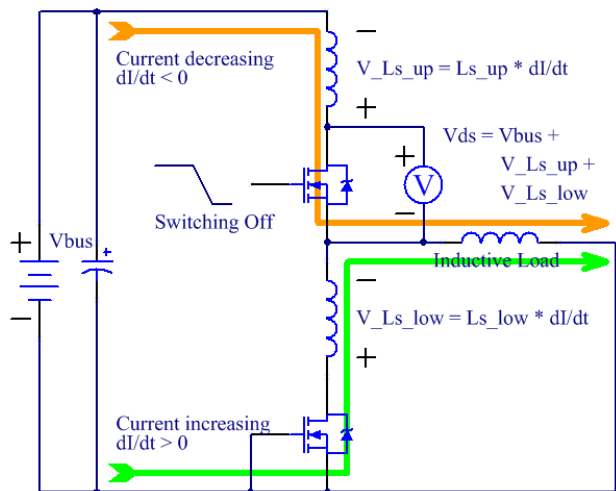 Current decreasing
dI/dt < 0
−
V_Ls_up = Ls_up * dI/dt
+
Vds = Vbus +
V_Ls_up +
V_Ls_low
+
V
−
Switching Off
+
Vbus
+
−
Inductive Load
−
V_Ls_low = Ls_low * dI/dt
+
Current increasing
dI/dt > 0